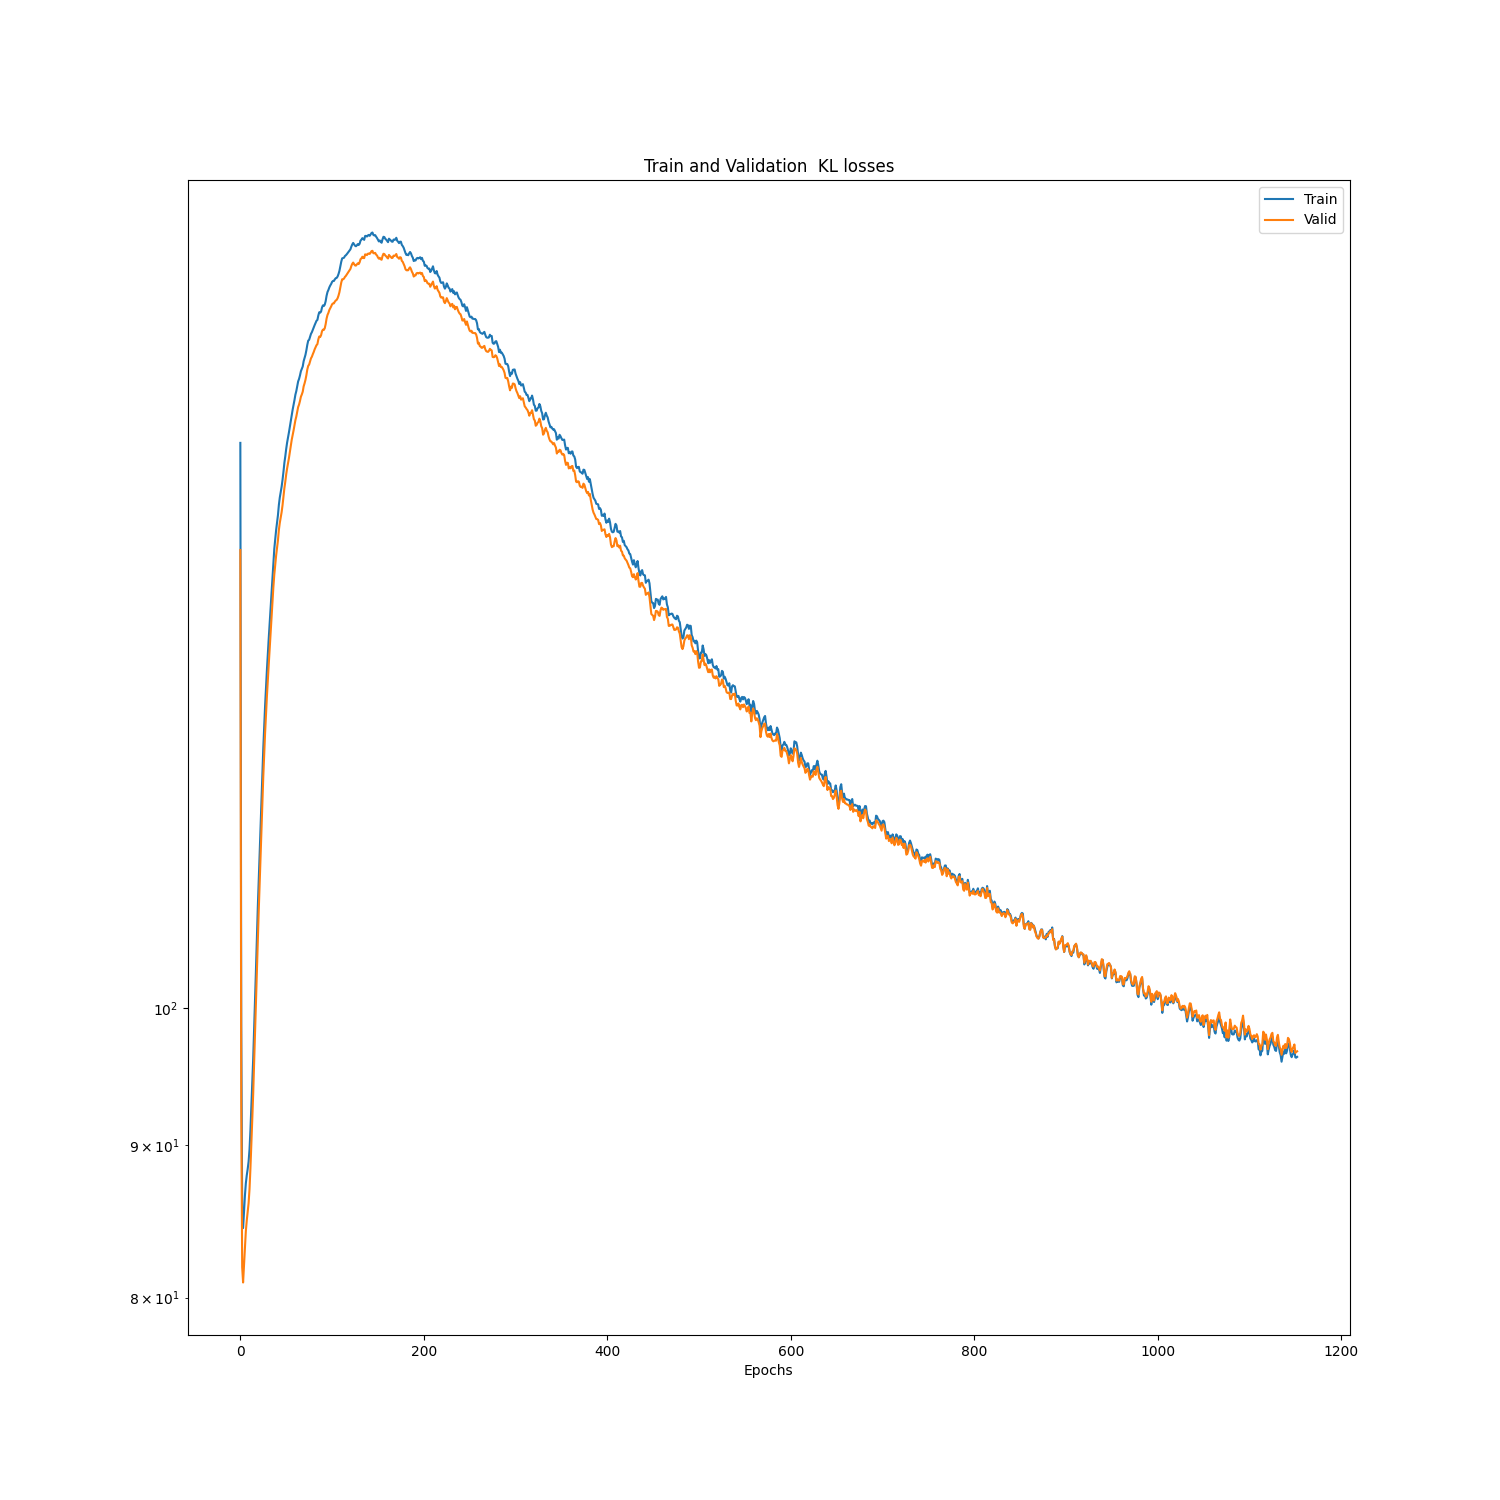 Train and Validation  KL losses
Train
Valid
10²
9 × 10¹
8 × 10¹
0 200 400 600 800 1000 1200
Epochs